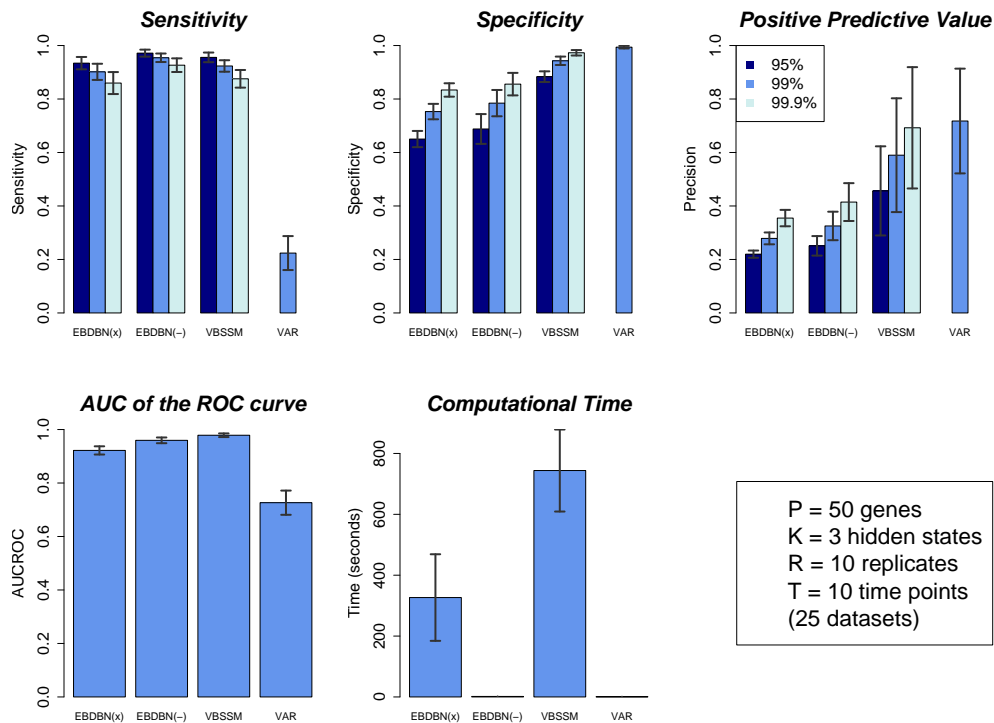 Sensitivity
Sensitivity
0.0 0.2 0.4 0.6 0.8 1.0
EBDBN(x) EBDBN(−) VBSSM VAR
Specificity
Specificity
0.0 0.2 0.4 0.6 0.8 1.0
EBDBN(x) EBDBN(−) VBSSM VAR
Positive Predictive Value
Precision
0.0 0.2 0.4 0.6 0.8 1.0
95%
99%
99.9%
EBDBN(x) EBDBN(−) VBSSM VAR
AUC of the ROC curve
AUCROC
0.0 0.2 0.4 0.6 0.8 1.0
EBDBN(x) EBDBN(−) VBSSM VAR
Computational Time
Time (seconds)
0 200 400 600 800
EBDBN(x) EBDBN(−) VBSSM VAR
P = 50 genes
K = 3 hidden states
R = 10 replicates
T = 10 time points
(25 datasets)